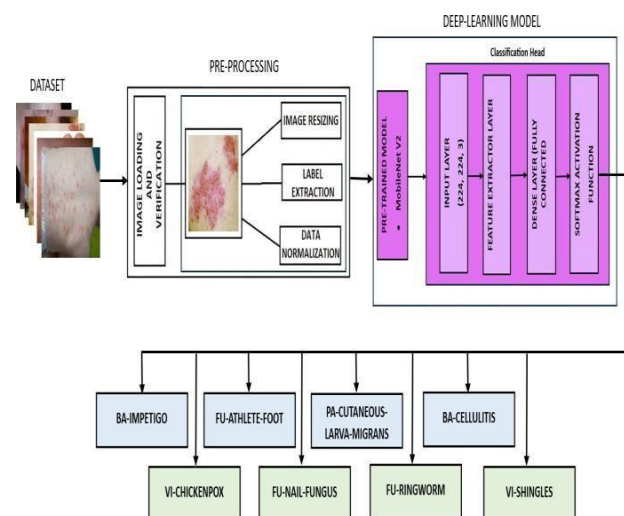 DEEP-LEARNING MODEL
PRE-PROCESSING
Classification Head
DATASET
IMAGE LOADING
AND
VERIFICATION
IMAGE RESIZING
LABEL
EXTRACTION
DATA
NORMALIZATION
PRE-TRAINED MODEL
• MobileNet V2
INPUT LAYER
(224, 224, 3)
FEATURE EXTRACTOR LAYER
DENSE LAYER (FULLY
CONNECTED
SOFTMAX ACTIVATION
FUNCTION
BA-IMPETIGO
FU-ATHLETE-FOOT
PA-CUTANEOUS-
LARVA-MIGRANS
BA-CELLULITIS
VI-CHICKENPOX
FU-NAIL-FUNGUS
FU-RINGWORM
VI-SHINGLES